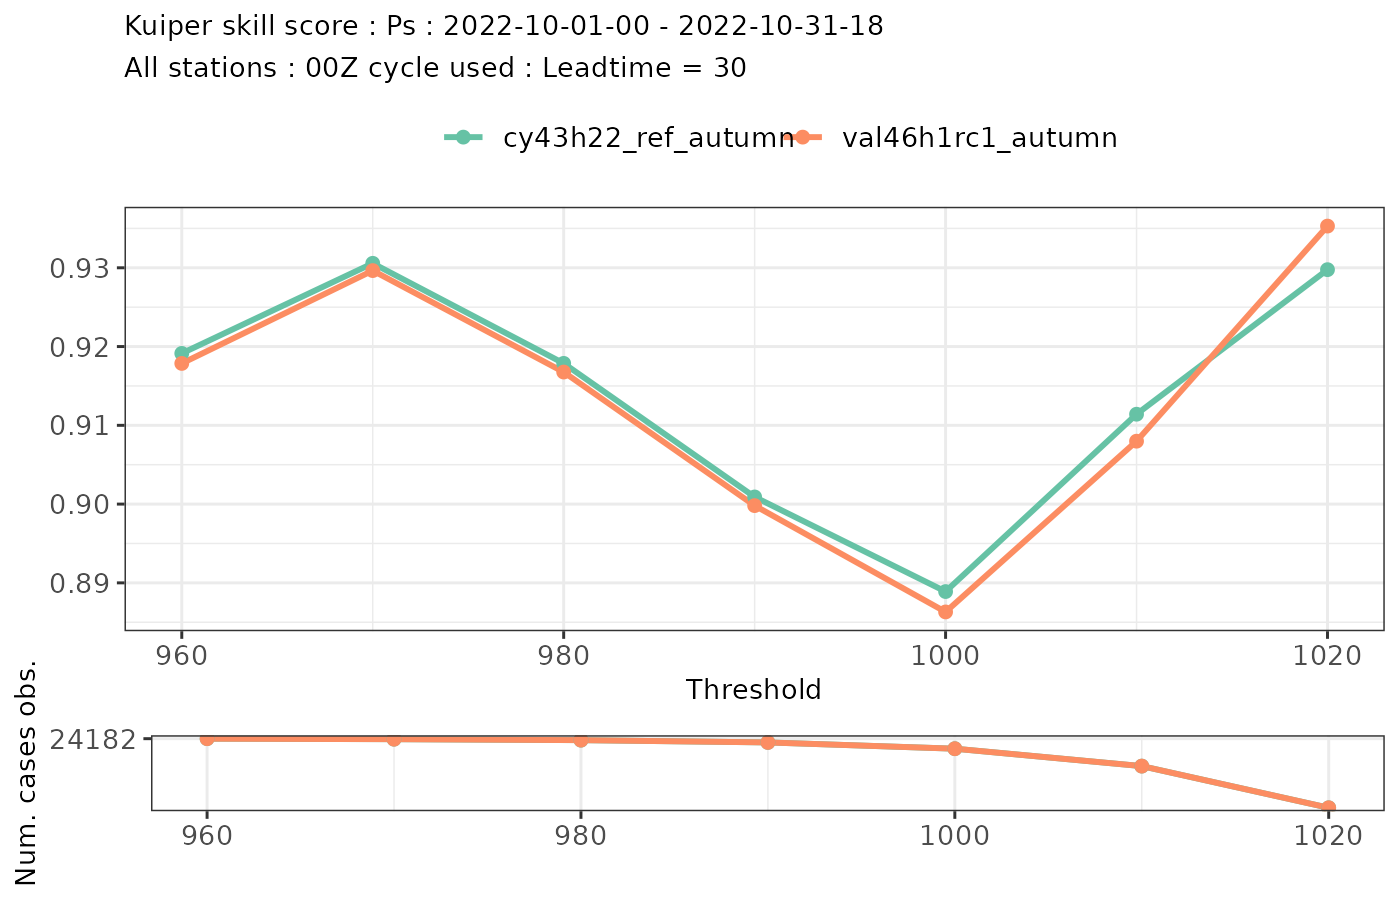 Kuiper skill score : Ps : 2022-10-01-00 - 2022-10-31-18
All stations : 00Z cycle used : Leadtime = 30
cy43h22_ref_autumn val46h1rc1_autumn
0.93
0.92
0.91
0.90
0.89
960 980 1000 1020
Threshold
Num. cases obs.
24182
960 980 1000 1020